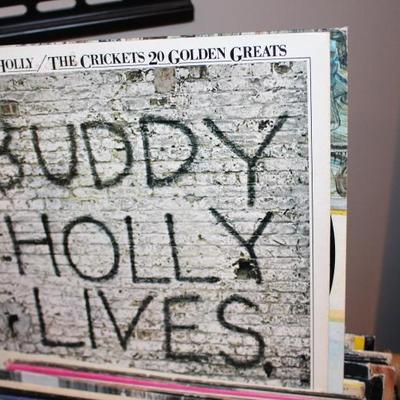 HOLLY / THE CRICKETS 20 GOLDEN GREATS
BUDDY
HOLLY
LIVES